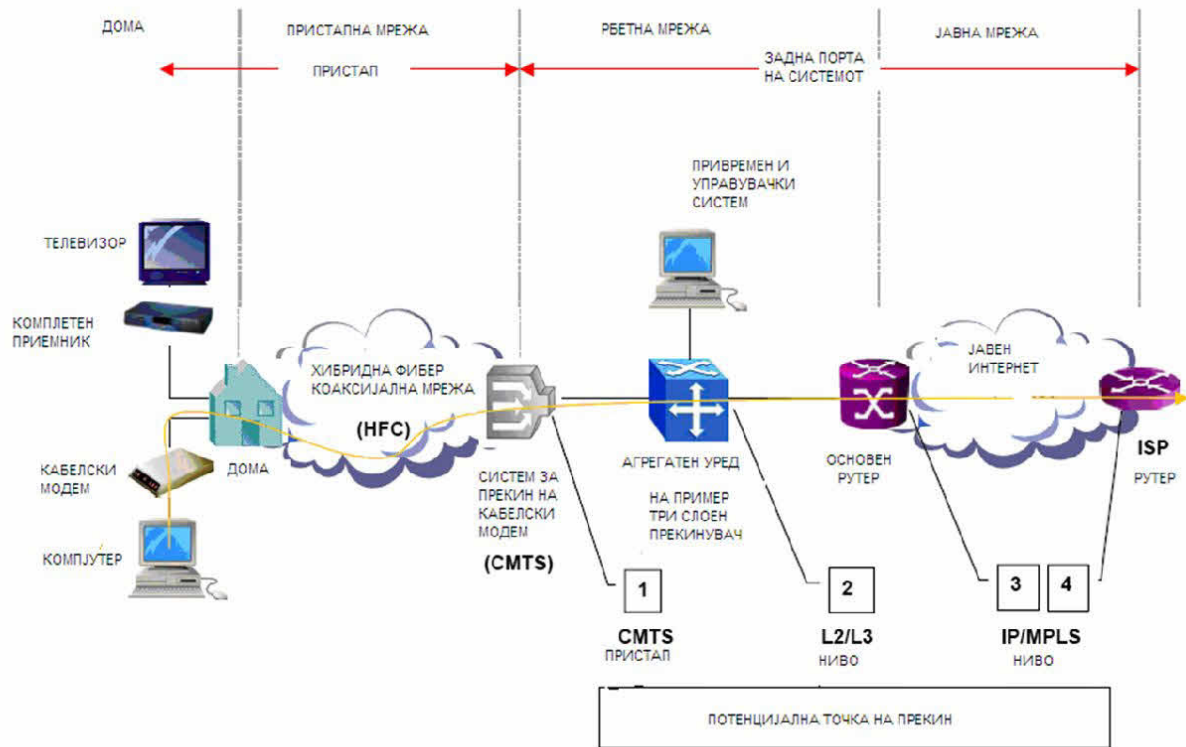 ДОМА
ПРИСТАПНА МРЕЖА
РБЕТНА МРЕЖА
ЈАВНА МРЕЖА
ПРИСТАП
ЗАДНА ПОРТА
НА СИСТЕМОТ
ПРИВРЕМЕН И
УПРАВУВАЧКИ
СИСТЕМ
ТЕЛЕВИЗОР
КОМПЛЕТЕН
ПРИЕМНИК
ХИБРИДНА ФИБЕР
КОАКСИЈАЛНА МРЕЖА
(HFC)
ЈАВЕН
ИНТЕРНЕТ
КАБЕЛСКИ
МОДЕМ
ДОМА
СИСТЕМ ЗА
ПРЕКИН НА
КАБЕЛСКИ
МОДЕМ
(CMTS)
АГРЕГАТЕН УРЕД
НА ПРИМЕР
ТРИ СЛОЕН
ПРЕКИНУВАЧ
ОСНОВЕН
РУТЕР
ISP
РУТЕР
КОМПЈУТЕР
1
2
3
4
CMTS
ПРИСТАП
L2/L3
НИВО
IP/MPLS
НИВО
ПОТЕНЦИЈАЛНА ТОЧКА НА ПРЕКИН